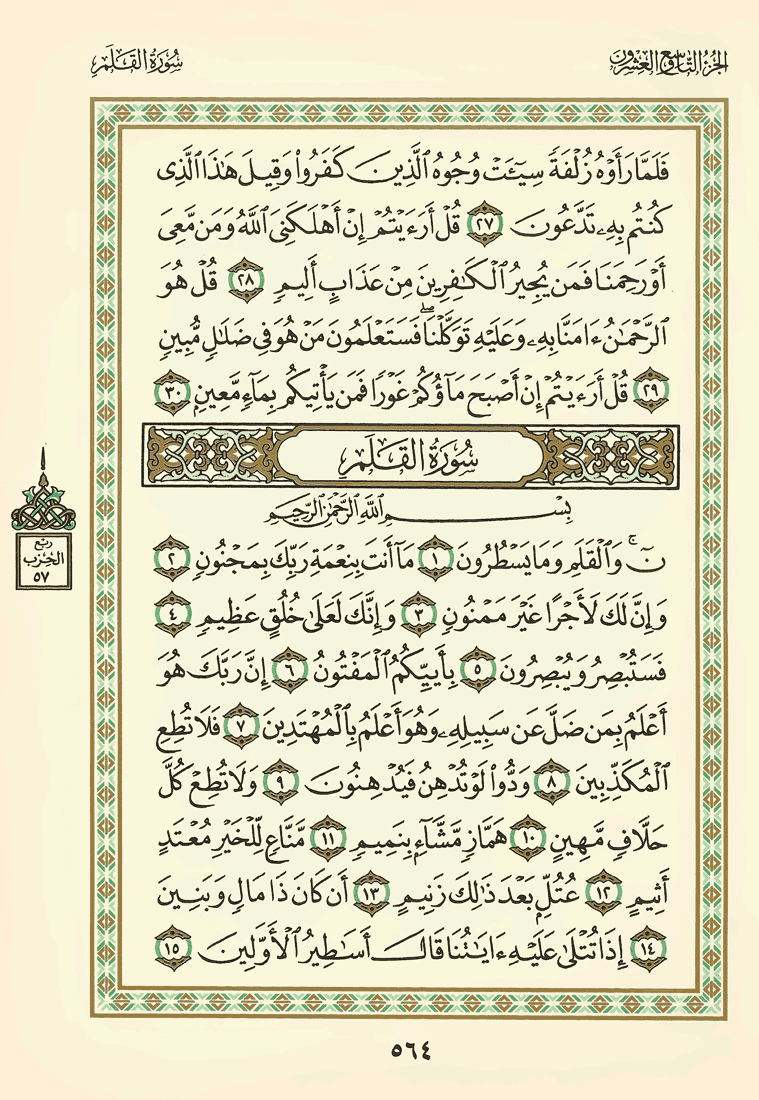 الجزء التاسع والعشرون
سُورَةُ القَلَمِ
فَلَمَّا رَأَوْهُ زُلْفَةً سِيٓـَٔتْ وُجُوهُ ٱلَّذِينَ كَفَرُوا۟ وَقِيلَ هَٰذَا ٱلَّذِى
كُنتُم بِهِۦ تَدَّعُونَ ٢٧ قُلْ أَرَءَيْتُمْ إِنْ أَهْلَكَنِىَ ٱللَّهُ وَمَن مَّعِىَ
أَوْ رَحِمَنَا فَمَن يُجِيرُ ٱلْكَٰفِرِينَ مِنْ عَذَابٍ أَلِيمٍ ٢٨ قُلْ هُوَ
ٱلرَّحْمَٰنُ ءَامَنَّا بِهِۦ وَعَلَيْهِ تَوَكَّلْنَا ۖ فَسَتَعْلَمُونَ مَنْ هُوَ فِى ضَلَٰلٍ مُّبِينٍ
٢٩ قُلْ أَرَءَيْتُمْ إِنْ أَصْبَحَ مَآؤُكُمْ غَوْرًا فَمَن يَأْتِيكُم بِمَآءٍ مَّعِينٍۭ ٣٠
سُورَةُ القَلَمِ
بِسْمِ ٱللَّهِ ٱلرَّحْمَٰنِ ٱلرَّحِيمِ
نٓ ۚ وَٱلْقَلَمِ وَمَا يَسْطُرُونَ ١ مَآ أَنتَ بِنِعْمَةِ رَبِّكَ بِمَجْنُونٍ ٢
وَإِنَّ لَكَ لَأَجْرًا غَيْرَ مَمْنُونٍ ٣ وَإِنَّكَ لَعَلَىٰ خُلُقٍ عَظِيمٍ ٤
فَسَتُبْصِرُ وَيُبْصِرُونَ ٥ بِأَييِّكُمُ ٱلْمَفْتُونُ ٦ إِنَّ رَبَّكَ هُوَ
أَعْلَمُ بِمَن ضَلَّ عَن سَبِيلِهِۦ وَهُوَ أَعْلَمُ بِٱلْمُهْتَدِينَ ٧ فَلَا تُطِعِ
ٱلْمُكَذِّبِينَ ٨ وَدُّوا۟ لَوْ تُدْهِنُ فَيُدْهِنُونَ ٩ وَلَا تُطِعْ كُلَّ
حَلَّافٍ مَّهِينٍ ١٠ هَمَّازٍ مَّشَّآءٍۭ بِنَمِيمٍ ١١ مَّنَّاعٍ لِّلْخَيْرِ مُعْتَدٍ
أَثِيمٍ ١٢ عُتُلٍّۭ بَعْدَ ذَٰلِكَ زَنِيمٍ ١٣ أَن كَانَ ذَا مَالٍ وَبَنِينَ
١٤ إِذَا تُتْلَىٰ عَلَيْهِ ءَايَٰتُنَا قَالَ أَسَٰطِيرُ ٱلْأَوَّلِينَ ١٥
ربع
الحزب
٥٧
٥٦٤